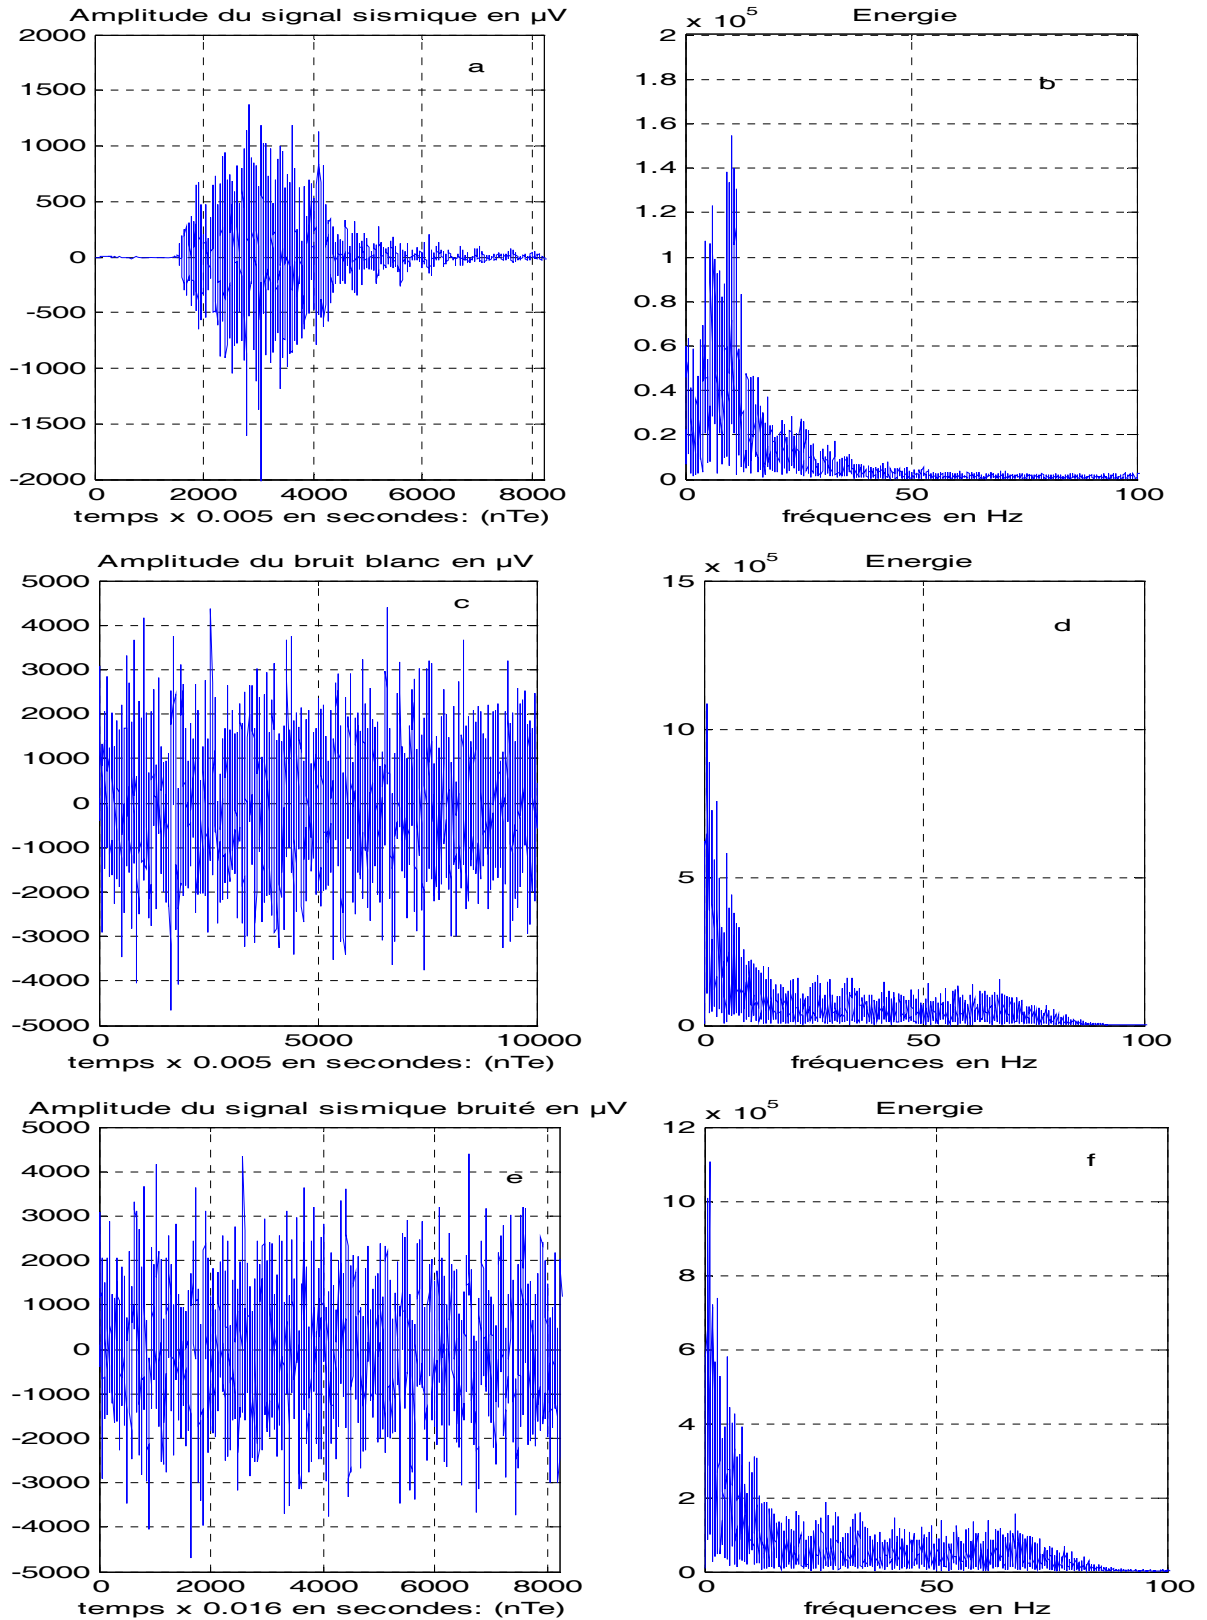 Amplitude du signal sismique en µV
2000
1500
1000
500
0
-500
-1000
-1500
-2000
a
0 2000 4000 6000 8000
temps x 0.005 en secondes: (nTe)
Energie
x 10^5
2
1.8
1.6
1.4
1.2
1
0.8
0.6
0.4
0.2
0
b
0 50 100
fréquences en Hz
Amplitude du bruit blanc en µV
5000
4000
3000
2000
1000
0
-1000
-2000
-3000
-4000
-5000
c
0 5000 10000
temps x 0.005 en secondes: (nTe)
Energie
x 10^5
15
10
5
0
d
0 50 100
fréquences en Hz
Amplitude du signal sismique bruité en µV
5000
4000
3000
2000
1000
0
-1000
-2000
-3000
-4000
-5000
e
0 2000 4000 6000 8000
temps x 0.016 en secondes: (nTe)
Energie
x 10^5
12
10
8
6
4
2
0
f
0 50 100
fréquences en Hz